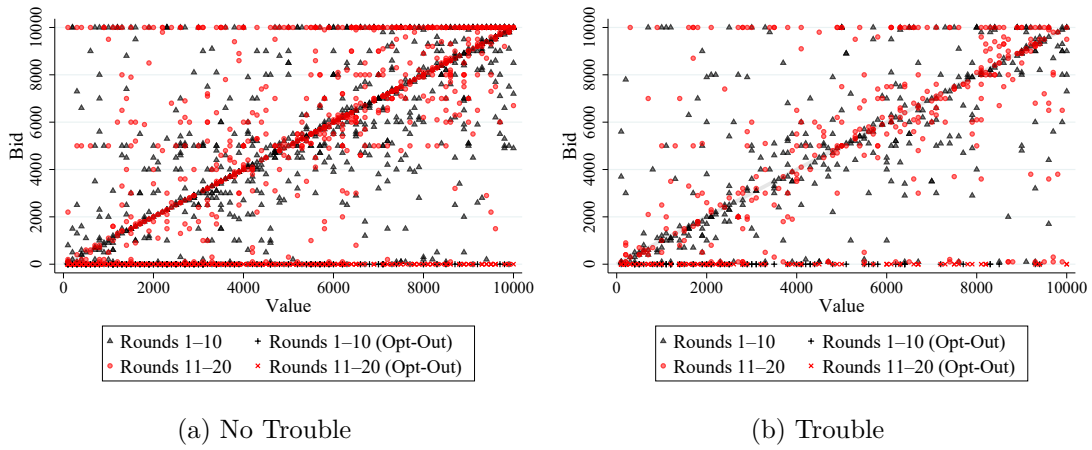 10000
8000
6000
4000
2000
0
Bid
0 2000 4000 6000 8000 10000
Value
▲ Rounds 1–10 + Rounds 1–10 (Opt-Out)
● Rounds 11–20 × Rounds 11–20 (Opt-Out)
(a) No Trouble
10000
8000
6000
4000
2000
0
Bid
0 2000 4000 6000 8000 10000
Value
▲ Rounds 1–10 + Rounds 1–10 (Opt-Out)
● Rounds 11–20 × Rounds 11–20 (Opt-Out)
(b) Trouble